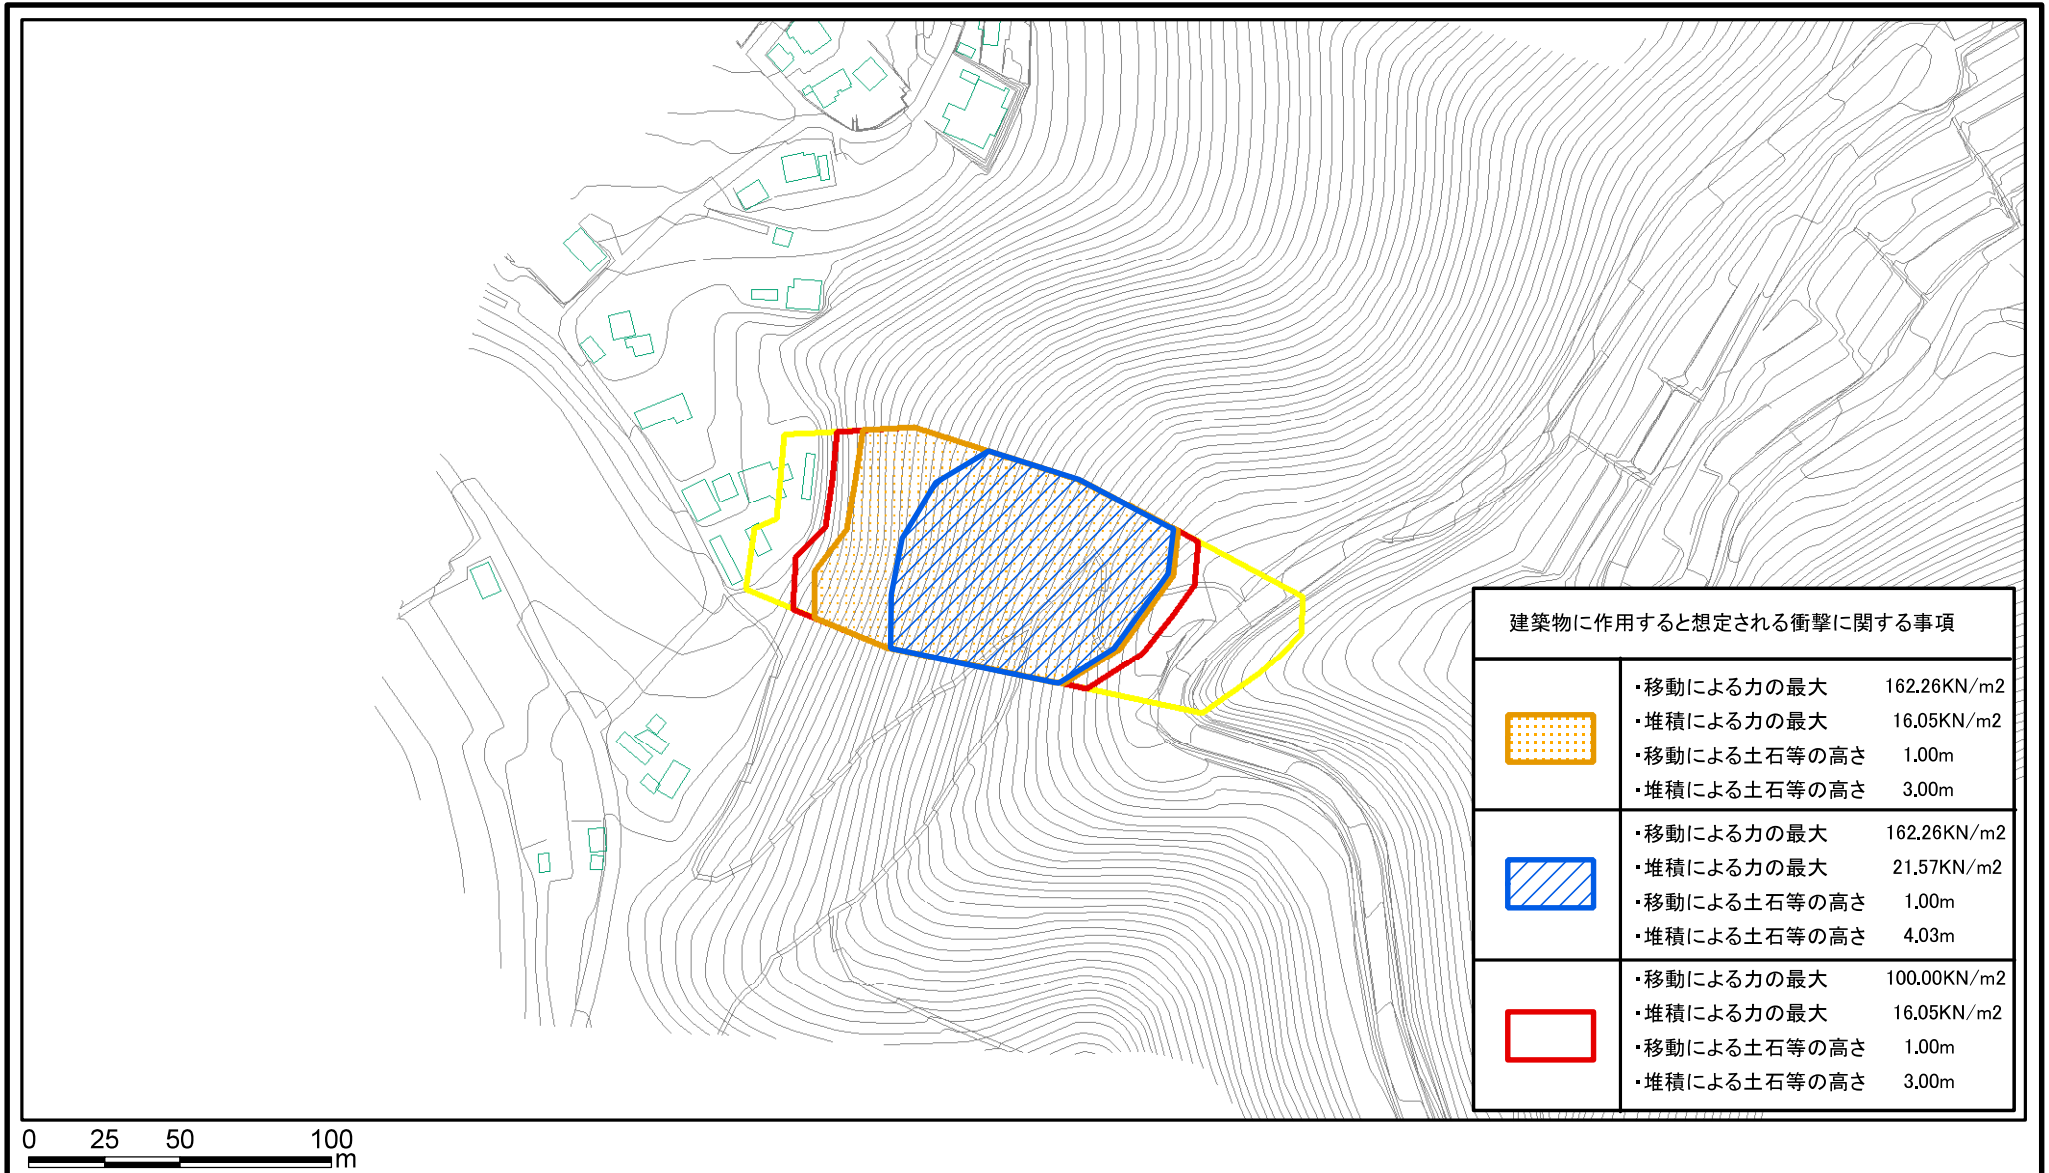 建築物に作用すると想定される衝撃に関する事項
・移動による力の最大 162.26KN/m2
・堆積による力の最大 16.05KN/m2
・移動による土石等の高さ 1.00m
・堆積による土石等の高さ 3.00m
・移動による力の最大 162.26KN/m2
・堆積による力の最大 21.57KN/m2
・移動による土石等の高さ 1.00m
・堆積による土石等の高さ 4.03m
・移動による力の最大 100.00KN/m2
・堆積による力の最大 16.05KN/m2
・移動による土石等の高さ 1.00m
・堆積による土石等の高さ 3.00m
0 25 50 100
m